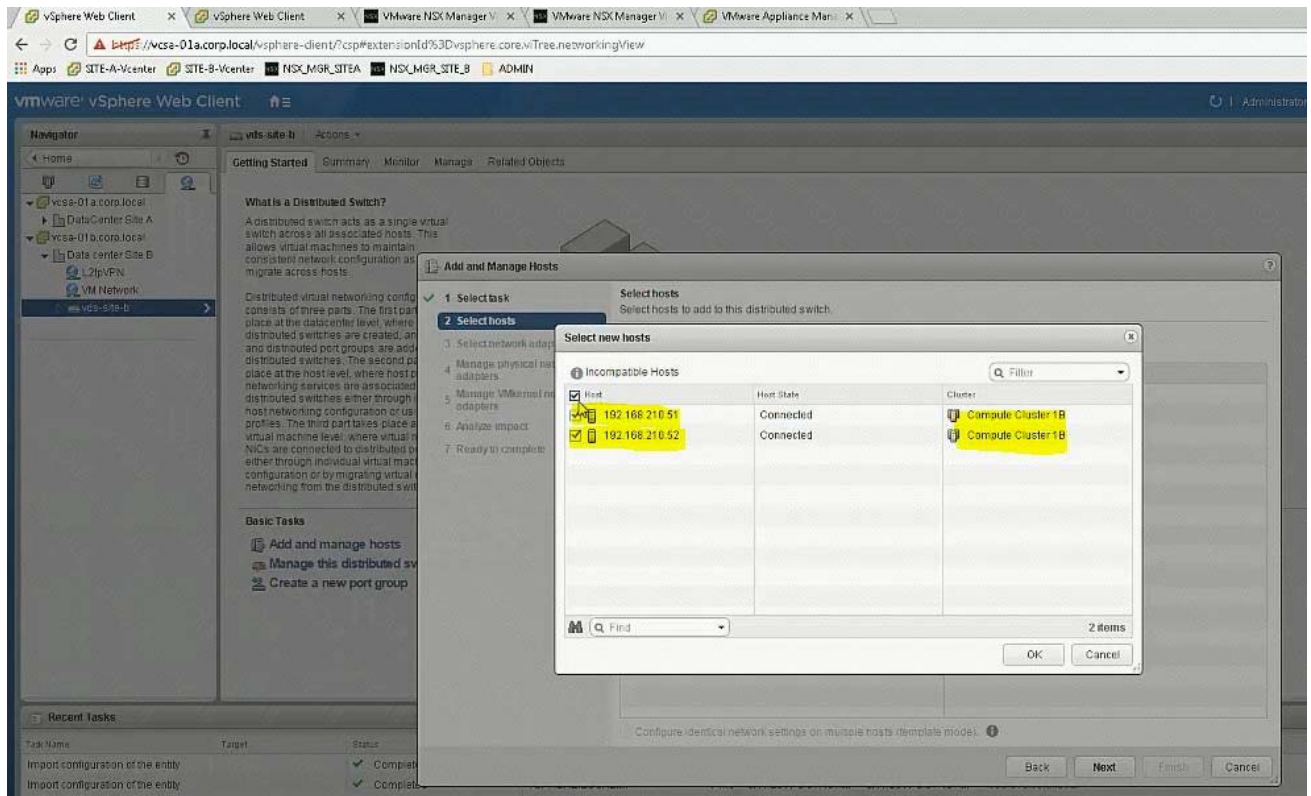 vSphere Web Client
vSphere Web Client
VMware NSX Manager V
VMware NSX Manager Vi
VMware Appliance Man
https://vcsa-01a.corp.local/vsphere-client/?csp#extensionId%3Dvsphere.core.viTree.networkingView
Apps SITE-A-Vcenter SITE-B-Vcenter NSX_MGR_SITEA NSX_MGR_SITE_B ADMIN
vmware vSphere Web Client
Administrator
Navigator
Home
vcsa-01a.corp.local
DataCenter Site A
vcsa-01b.corp.local
Data center Site B
L2fpVPN
VM Network
vds-site-b
vds-site-b Actions
Getting Started Summary Monitor Manage Related Objects
What is a Distributed Switch?
A distributed switch acts as a single virtual
switch across all associated hosts. This
allows virtual machines to maintain
consistent network configuration as
migrate across hosts.
Distributed virtual networking config
consists of three parts. The first part
place at the datacenter level, where
distributed switches are created, an
and distributed port groups are adde
distributed switches. The second pa
place at the host level, where host p
networking services are associated
distributed switches either through i
host networking configuration or us
profiles. The third part takes place a
virtual machine level, where virtual n
NICs are connected to distributed po
either through individual virtual mach
configuration or by migrating virtual
networking from the distributed swit
Basic Tasks
Add and manage hosts
Manage this distributed sv
Create a new port group
Add and Manage Hosts
1 Select task
2 Select hosts
3 Select network adap
4 Manage physical net
adapters
5 Manage VMkernel ne
adapters
6 Analyze impact
7 Ready to complete
Select hosts
Select hosts to add to this distributed switch.
Select new hosts
Incompatible Hosts
Filter
Host Host State Cluster
192.168.210.51 Connected Compute Cluster 1B
192.168.210.52 Connected Compute Cluster 1B
Find
2 items
OK Cancel
Configure identical network settings on multiple hosts (template mode).
Back Next Finish Cancel
Recent Tasks
Task Name Target Status
Import configuration of the entity Complet
Import configuration of the entity Complete